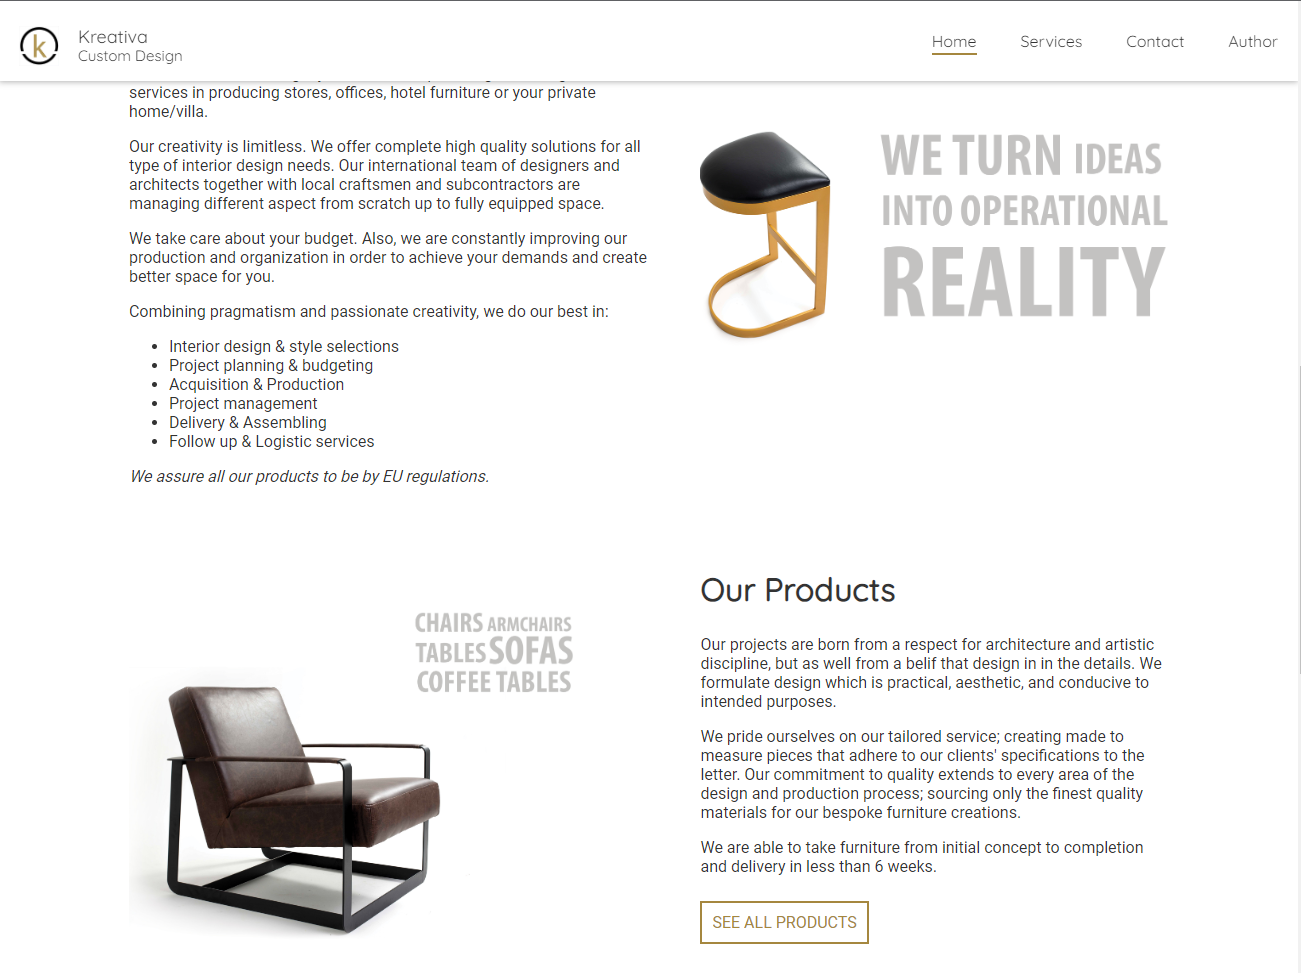 k
Kreativa
Custom Design
Home
Services
Contact
Author
services in producing stores, offices, hotel furniture or your private
home/villa.
Our creativity is limitless. We offer complete high quality solutions for all
type of interior design needs. Our international team of designers and
architects together with local craftsmen and subcontractors are
managing different aspect from scratch up to fully equipped space.
We take care about your budget. Also, we are constantly improving our
production and organization in order to achieve your demands and create
better space for you.
Combining pragmatism and passionate creativity, we do our best in:
• Interior design & style selections
• Project planning & budgeting
• Acquisition & Production
• Project management
• Delivery & Assembling
• Follow up & Logistic services
We assure all our products to be by EU regulations.
WE TURN IDEAS
INTO OPERATIONAL
REALITY
CHAIRS ARMCHAIRS
TABLES SOFAS
COFFEE TABLES
Our Products
Our projects are born from a respect for architecture and artistic
discipline, but as well from a belif that design in in the details. We
formulate design which is practical, aesthetic, and conducive to
intended purposes.
We pride ourselves on our tailored service; creating made to
measure pieces that adhere to our clients' specifications to the
letter. Our commitment to quality extends to every area of the
design and production process; sourcing only the finest quality
materials for our bespoke furniture creations.
We are able to take furniture from initial concept to completion
and delivery in less than 6 weeks.
SEE ALL PRODUCTS